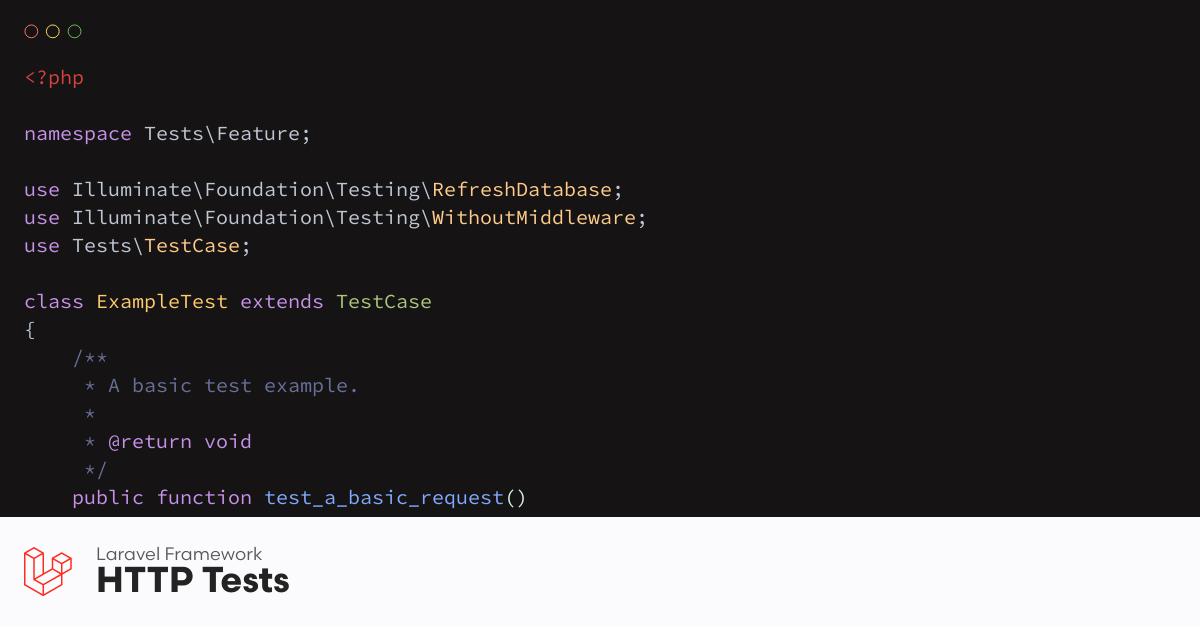 <?php
namespace Tests\Feature;
use Illuminate\Foundation\Testing\RefreshDatabase;
use Illuminate\Foundation\Testing\WithoutMiddleware;
use Tests\TestCase;
class ExampleTest extends TestCase
{
    /**
     * A basic test example.
     *
     * @return void
     */
    public function test_a_basic_request()
Laravel Framework
HTTP Tests